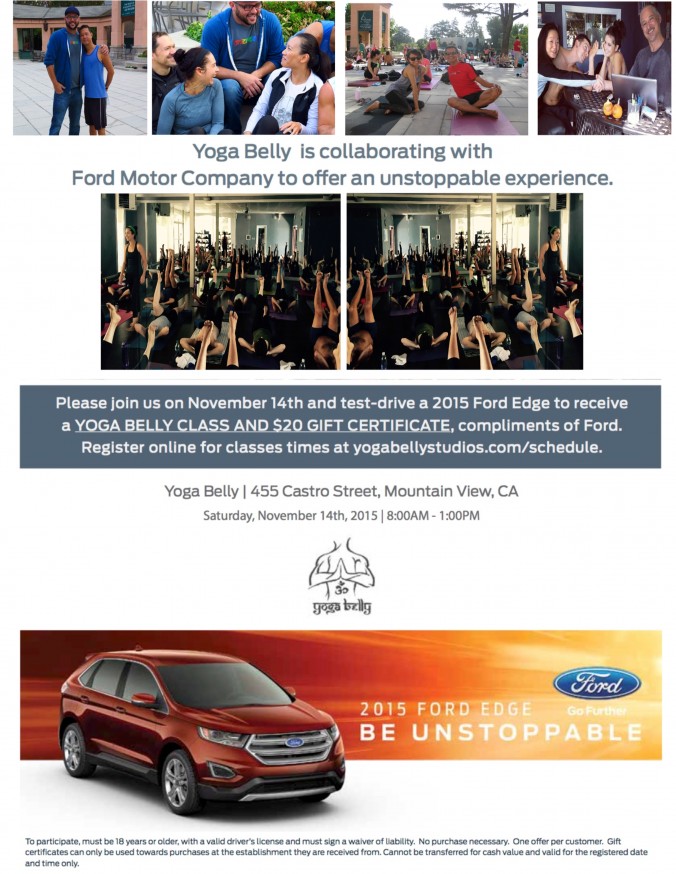 Yoga Belly is collaborating with
Ford Motor Company to offer an unstoppable experience.
Please join us on November 14th and test-drive a 2015 Ford Edge to receive
a YOGA BELLY CLASS AND $20 GIFT CERTIFICATE, compliments of Ford.
Register online for classes times at yogabellystudios.com/schedule.
Yoga Belly | 455 Castro Street, Mountain View, CA
Saturday, November 14th, 2015 | 8:00AM - 1:00PM
ॐ
yoga belly
Ford
2015 FORD EDGE Go Further
BE UNSTOPPABLE
Ford
To participate, must be 18 years or older, with a valid driver's license and must sign a waiver of liability. No purchase necessary. One offer per customer. Gift
certificates can only be used towards purchases at the establishment they are received from. Cannot be transferred for cash value and valid for the registered date
and time only.